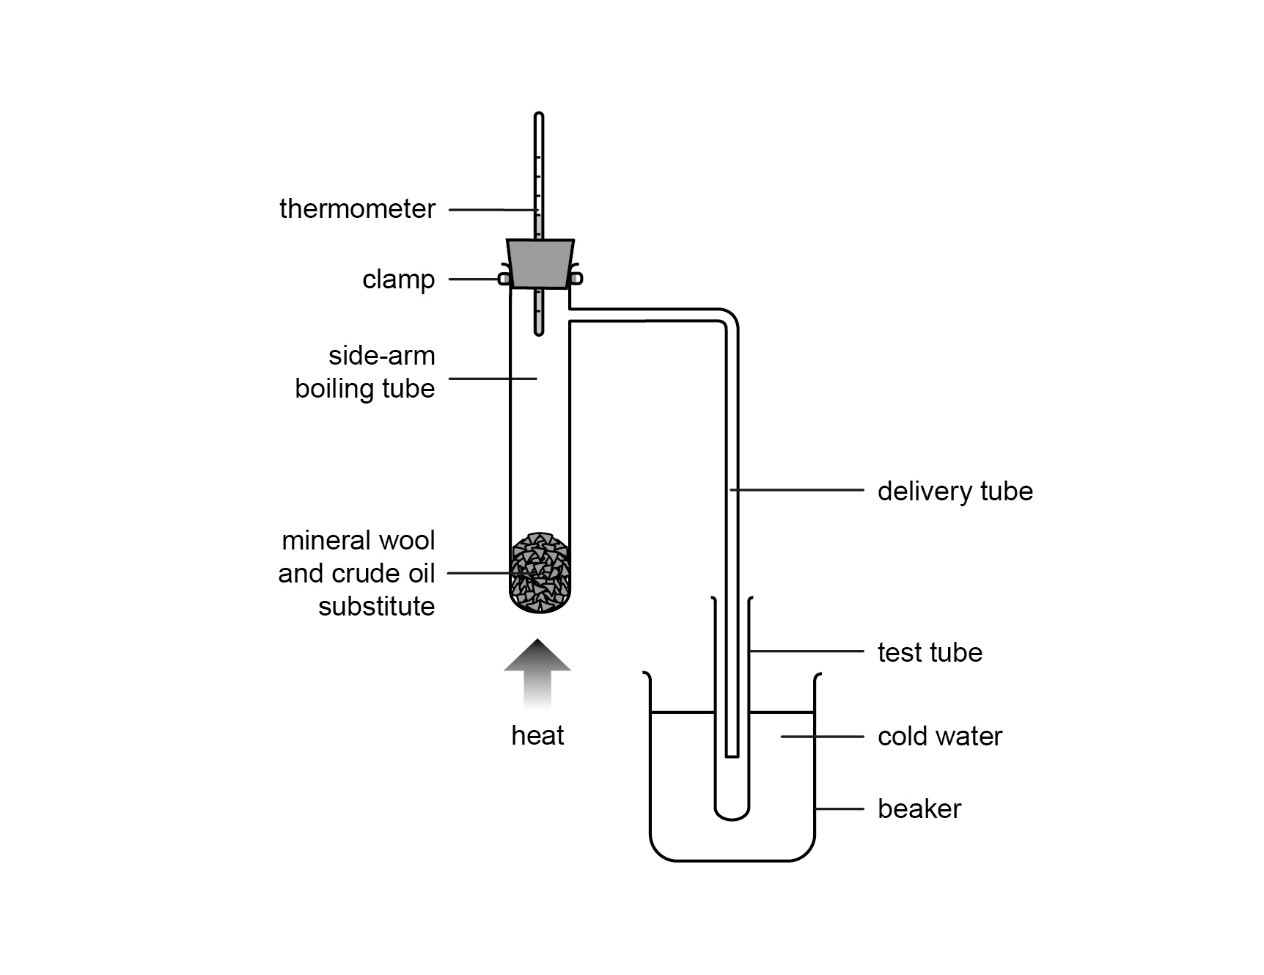 thermometer
clamp
side-arm
boiling tube
delivery tube
mineral wool
and crude oil
substitute
test tube
heat
cold water
beaker